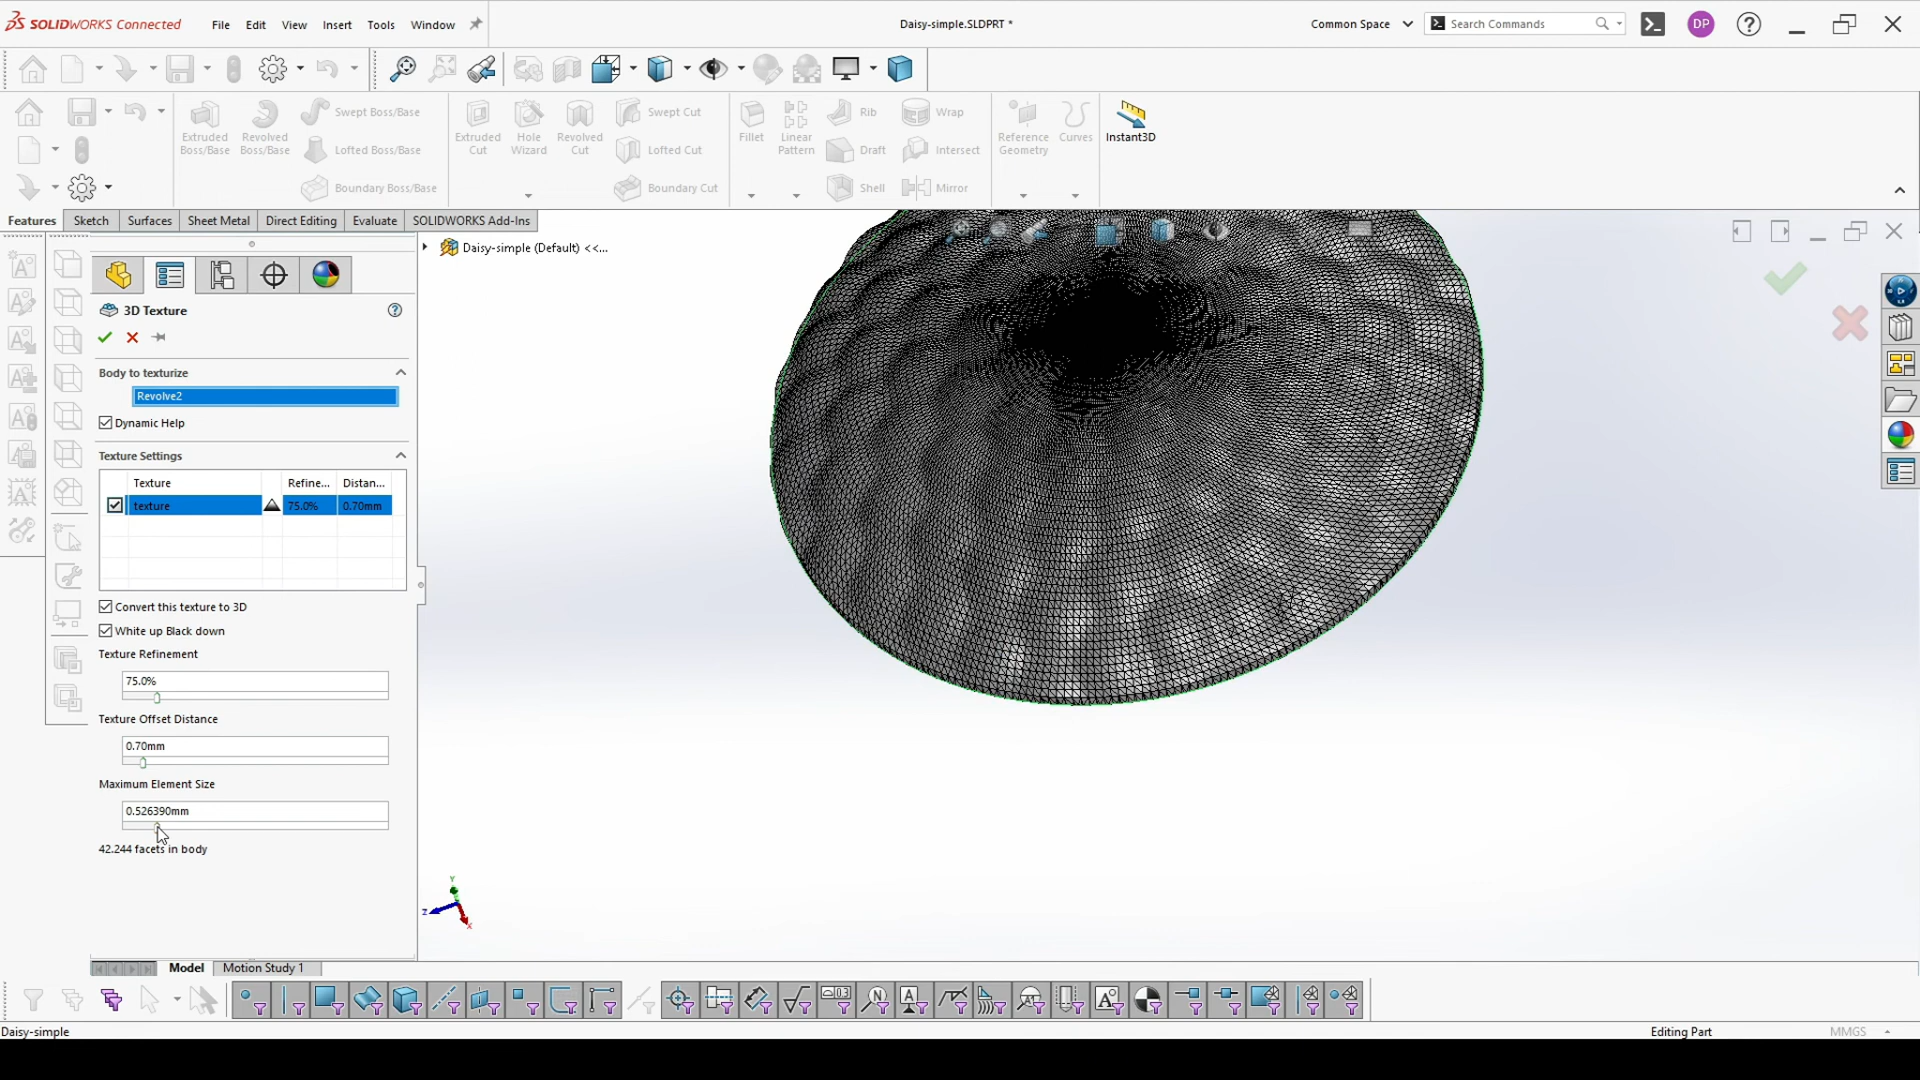 SOLIDWORKS Connected
File Edit View Insert Tools Window
Daisy-simple.SLDPRT *
Common Space
Search Commands
DP
Extruded Boss/Base
Revolved Boss/Base
Swept Boss/Base
Lofted Boss/Base
Boundary Boss/Base
Extruded Cut
Hole Wizard
Revolved Cut
Swept Cut
Lofted Cut
Boundary Cut
Fillet
Linear Pattern
Rib
Draft
Shell
Wrap
Intersect
Mirror
Reference Geometry
Curves
Instant3D
Features Sketch Surfaces Sheet Metal Direct Editing Evaluate SOLIDWORKS Add-Ins
Daisy-simple (Default) <<...
3D Texture
Body to texturize
Revolve2
Dynamic Help
Texture Settings
Texture Refine... Distan...
texture 75.0% 0.70mm
Convert this texture to 3D
White up Black down
Texture Refinement
75.0%
Texture Offset Distance
0.70mm
Maximum Element Size
0.526390mm
42.244 facets in body
Y
Z
X
Model Motion Study 1
Daisy-simple
Editing Part
MMGS